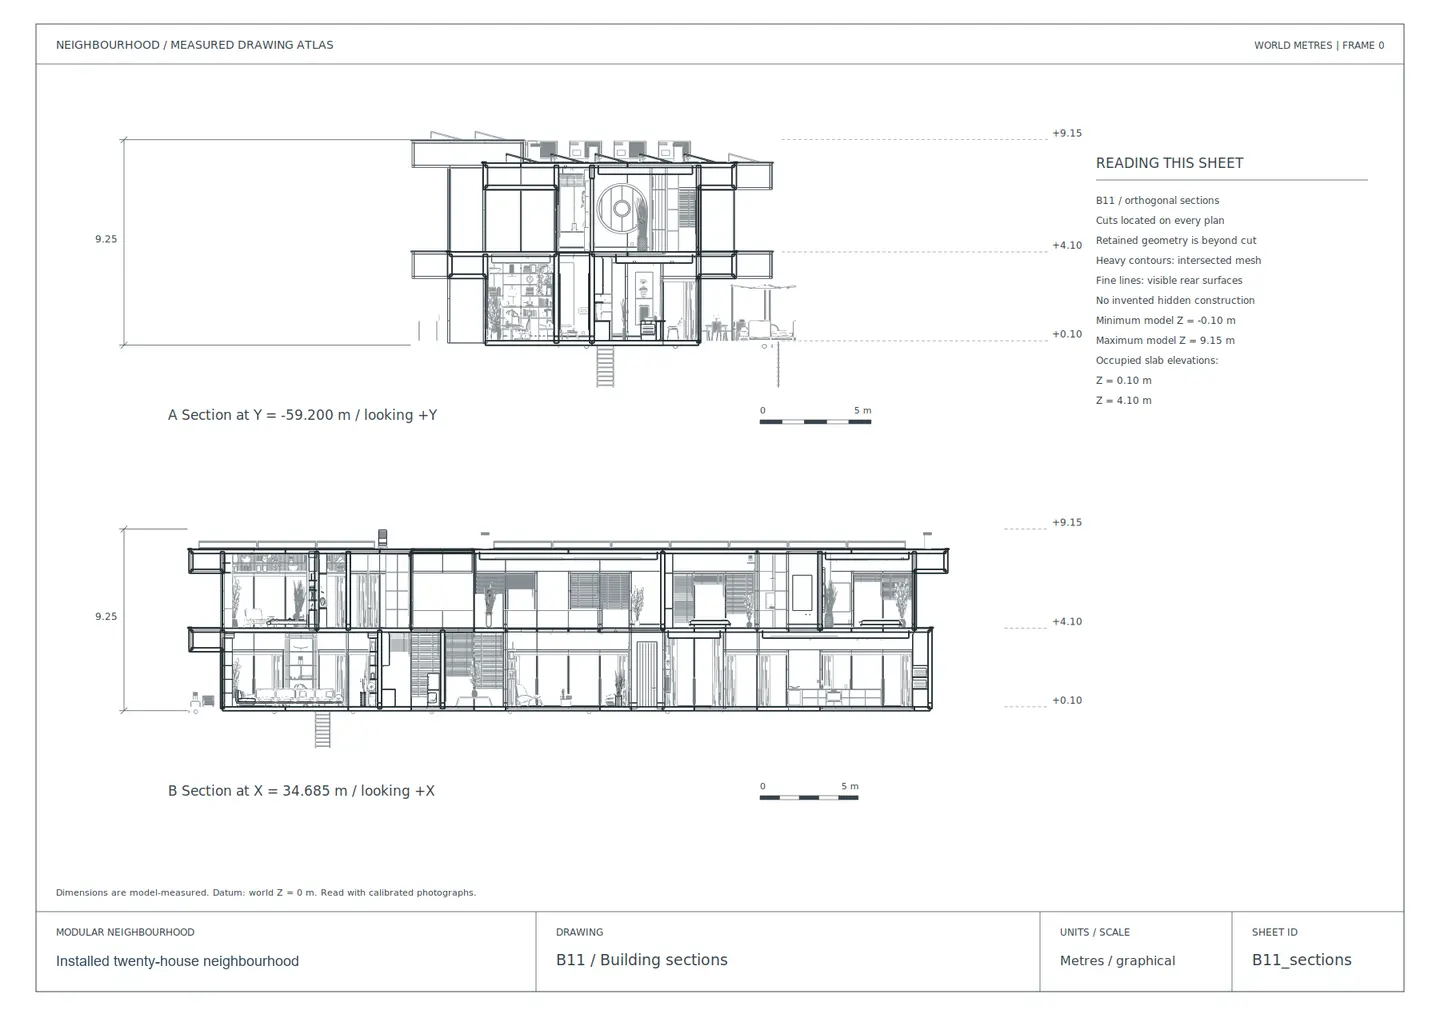 NEIGHBOURHOOD / MEASURED DRAWING ATLAS
WORLD METRES | FRAME 0
+9.15
9.25
+4.10
+0.10
A Section at Y = -59.200 m / looking +Y
0 5 m
READING THIS SHEET
B11 / orthogonal sections
Cuts located on every plan
Retained geometry is beyond cut
Heavy contours: intersected mesh
Fine lines: visible rear surfaces
No invented hidden construction
Minimum model Z = -0.10 m
Maximum model Z = 9.15 m
Occupied slab elevations:
Z = 0.10 m
Z = 4.10 m
+9.15
9.25
+4.10
+0.10
B Section at X = 34.685 m / looking +X
0 5 m
Dimensions are model-measured. Datum: world Z = 0 m. Read with calibrated photographs.
MODULAR NEIGHBOURHOOD
Installed twenty-house neighbourhood
DRAWING
B11 / Building sections
UNITS / SCALE
Metres / graphical
SHEET ID
B11_sections